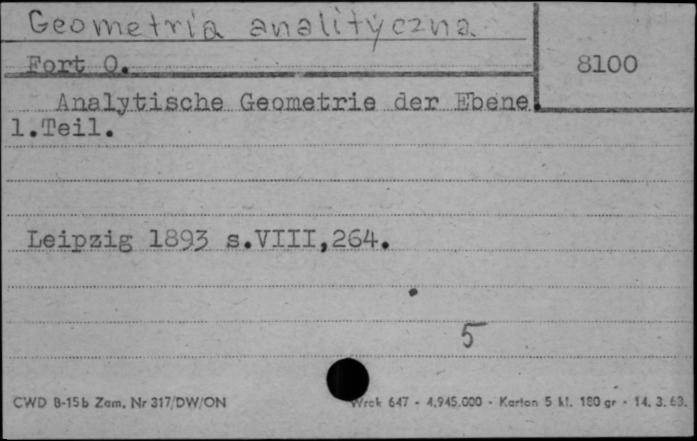 Geometria analityczna
Fort O.
8100
Analytische Geometrie der Ebene.
1.Teil.
Leipzig 1893 s.VIII,264.
5
CWD B-15b Zam. Nr 317/DW/ON
Wrck 647 - 4.945.000 - Karton 5 kl. 180 gr - 14. 3. 63.